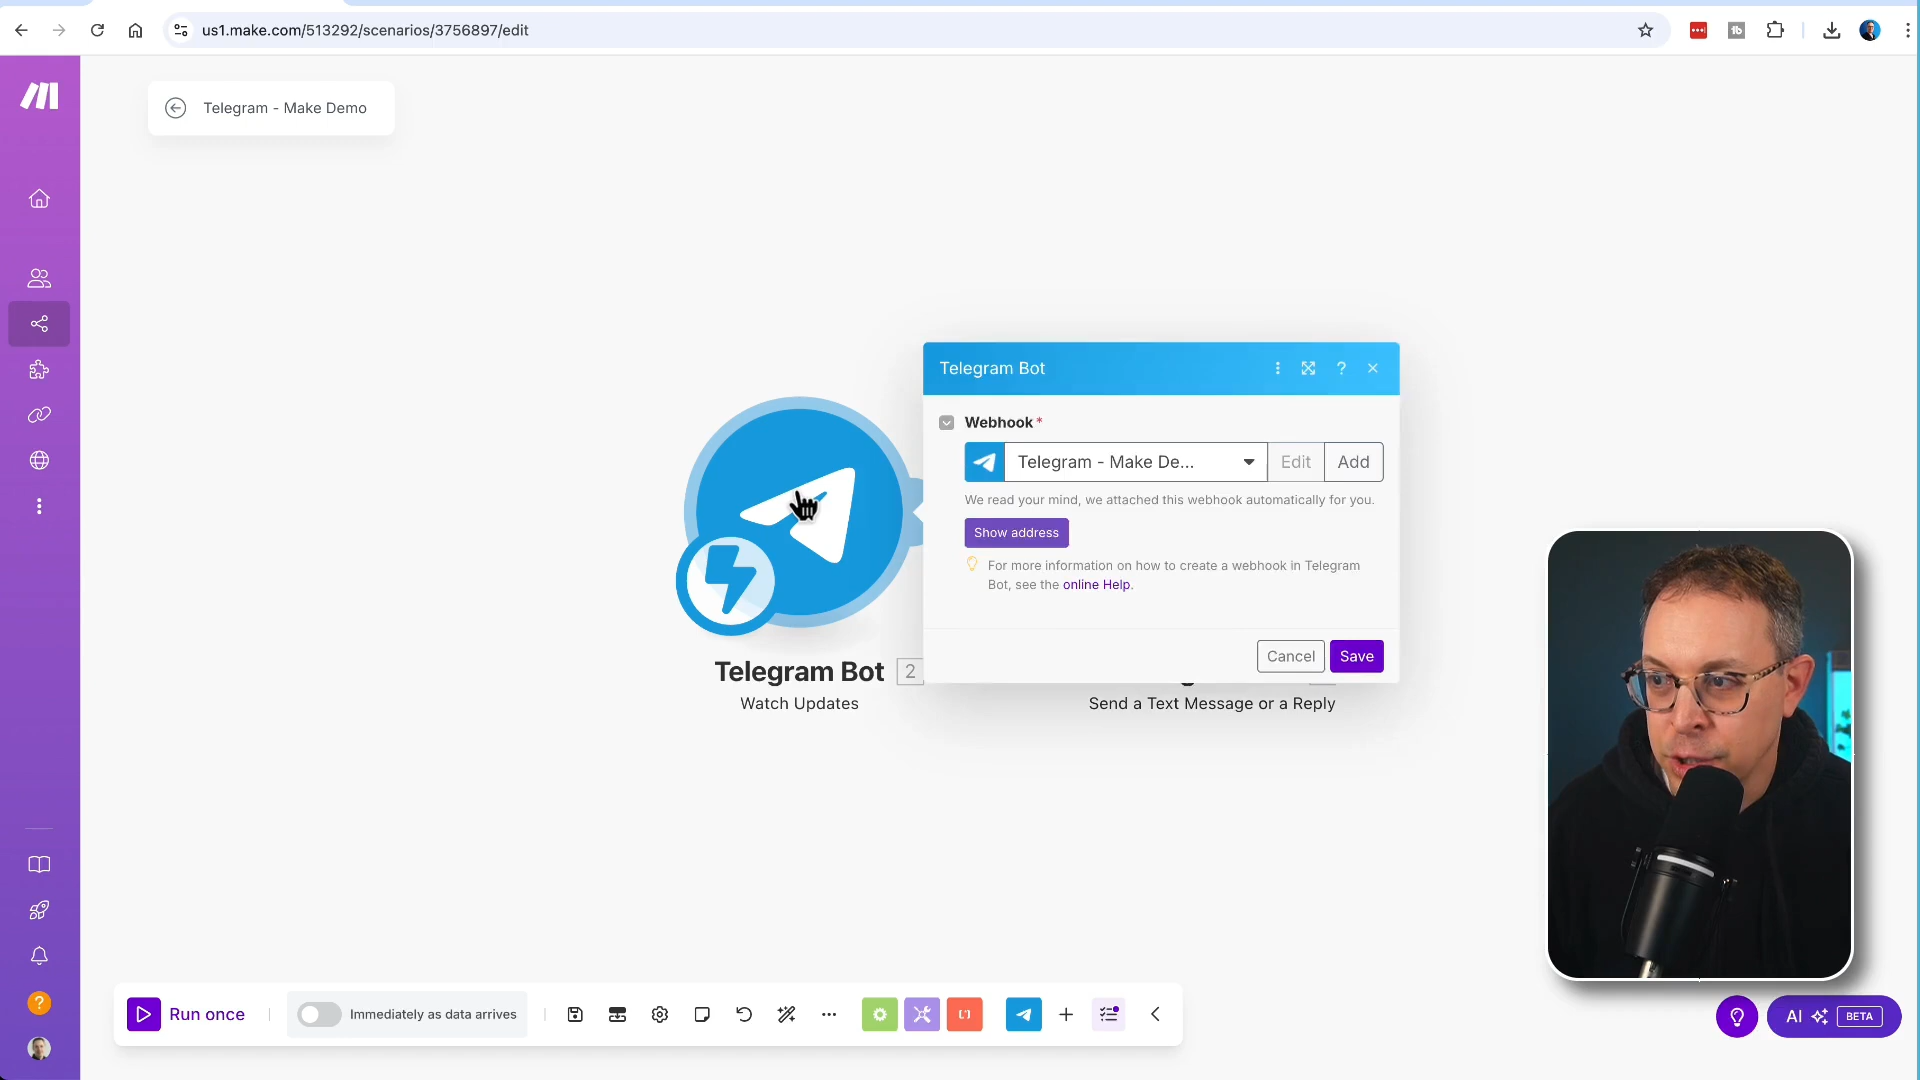 us1.make.com/513292/scenarios/3756897/edit
Telegram - Make Demo
Telegram Bot
?
Webhook *
Telegram - Make De...
Edit
Add
We read your mind, we attached this webhook automatically for you.
Show address
For more information on how to create a webhook in Telegram
Bot, see the online Help.
Cancel
Save
Telegram Bot
2
Watch Updates
Send a Text Message or a Reply
?
Run once
Immediately as data arrives
AI
BETA